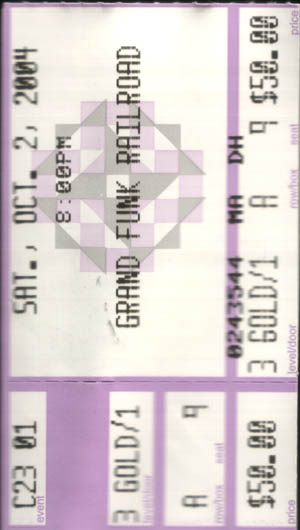 C23 01
event
3 GOLD/1
level/door
A 9
row/box seat
$50.00
price
SAT., OCT. 2, 2004
8:00PM
GRAND FUNK RAILROAD
0243544 MA DH
3 GOLD/1 A 9 $50.00
level/door row/box seat price